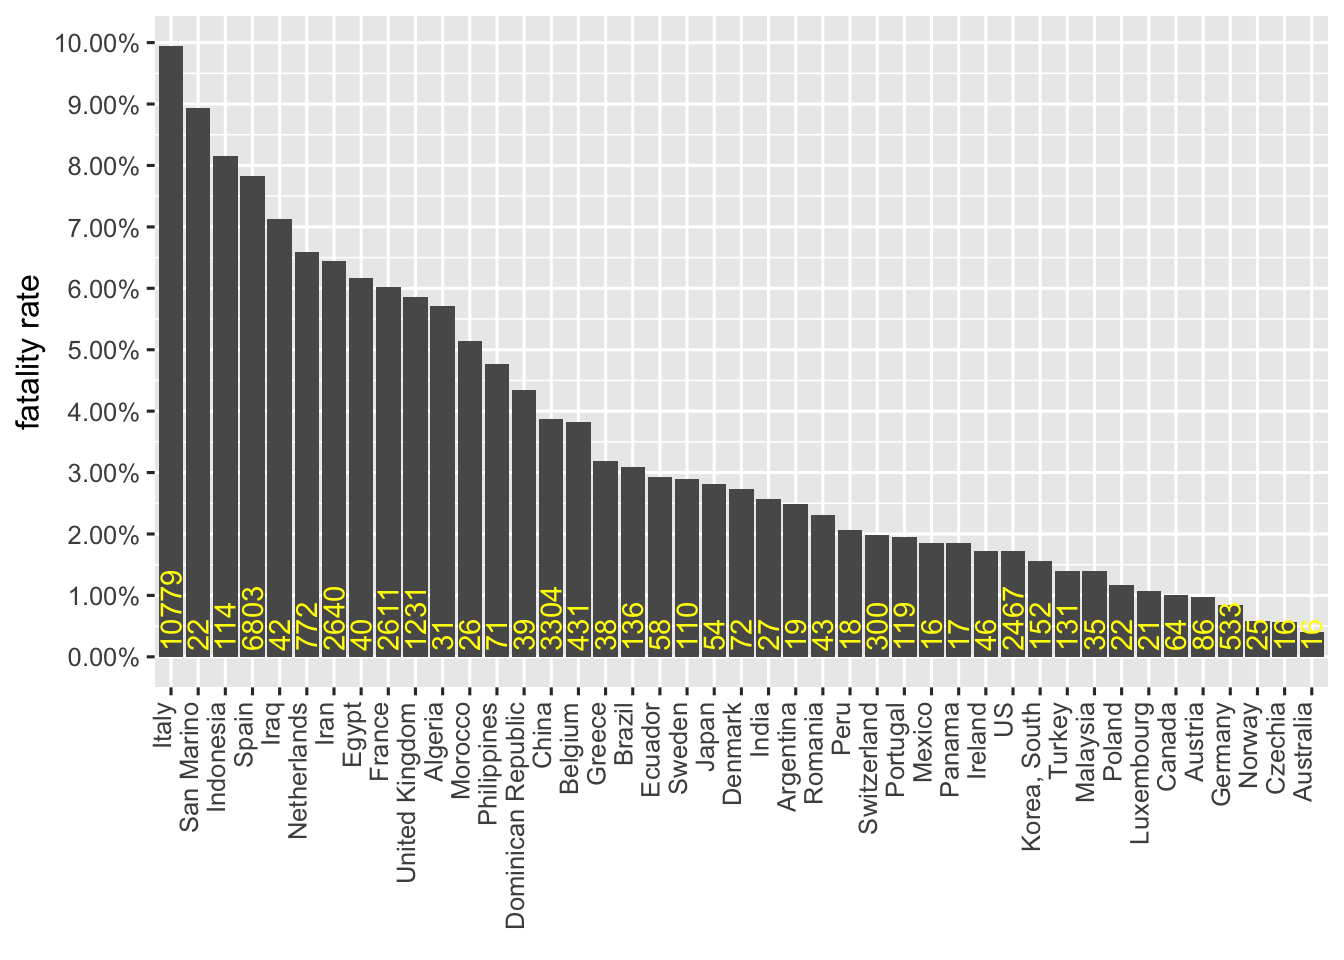 fatality rate
10.00%
9.00%
8.00%
7.00%
6.00%
5.00%
4.00%
3.00%
2.00%
1.00%
0.00%
10779
22
114
6803
42
772
2640
40
2611
1231
31
26
71
39
3304
431
38
136
58
110
54
72
27
19
43
18
300
119
16
17
46
2467
152
131
35
22
21
64
86
533
25
16
16
Italy
San Marino
Indonesia
Spain
Iraq
Netherlands
Iran
Egypt
France
United Kingdom
Algeria
Morocco
Philippines
Dominican Republic
China
Belgium
Greece
Brazil
Ecuador
Sweden
Japan
Denmark
India
Argentina
Romania
Peru
Switzerland
Portugal
Mexico
Panama
Ireland
US
Korea, South
Turkey
Malaysia
Poland
Luxembourg
Canada
Austria
Germany
Norway
Czechia
Australia